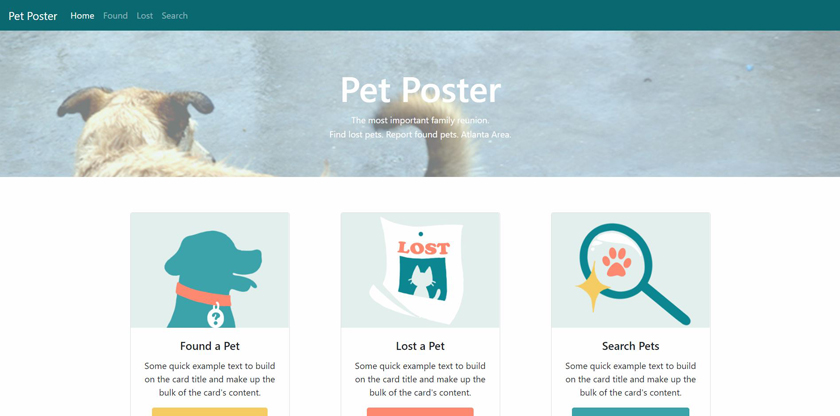 Pet Poster Home Found Lost Search
Pet Poster
The most important family reunion.
Find lost pets. Report found pets. Atlanta Area.
LOST
?
Found a Pet
Some quick example text to build
on the card title and make up the
bulk of the card's content.
Lost a Pet
Some quick example text to build
on the card title and make up the
bulk of the card's content.
Search Pets
Some quick example text to build
on the card title and make up the
bulk of the card's content.